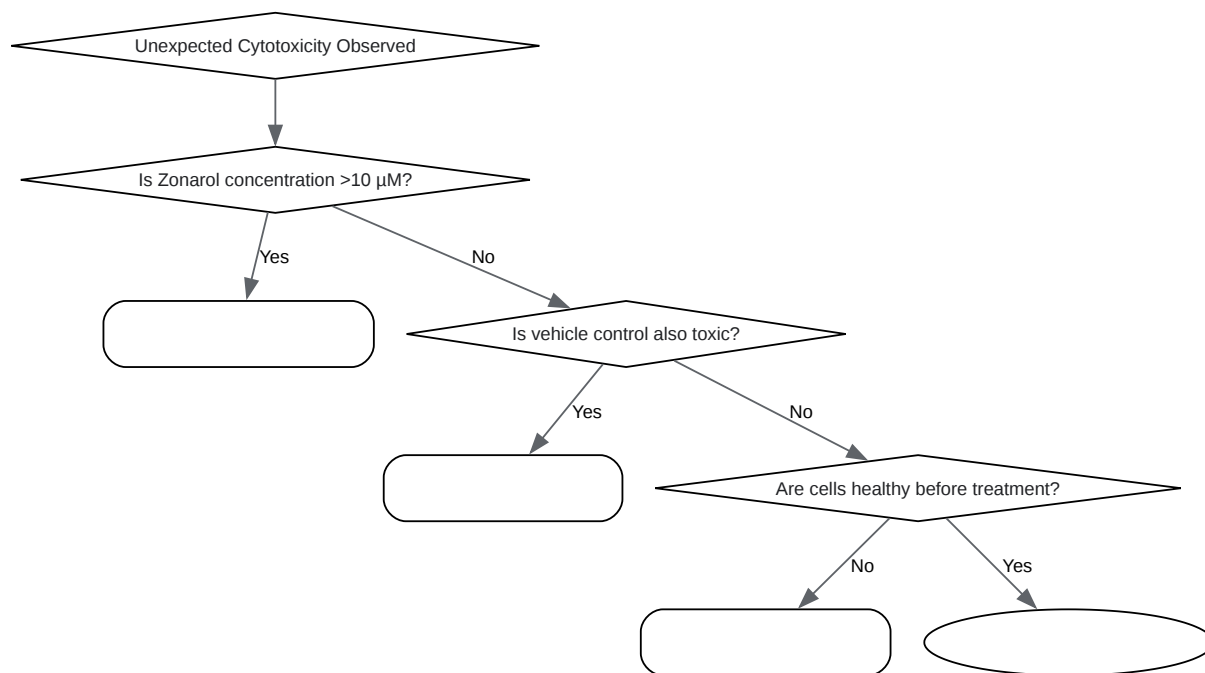 Unexpected Cytotoxicity Observed
Is Zonarol concentration >10 µM?
Yes
No
Is vehicle control also toxic?
Yes
No
Are cells healthy before treatment?
No
Yes